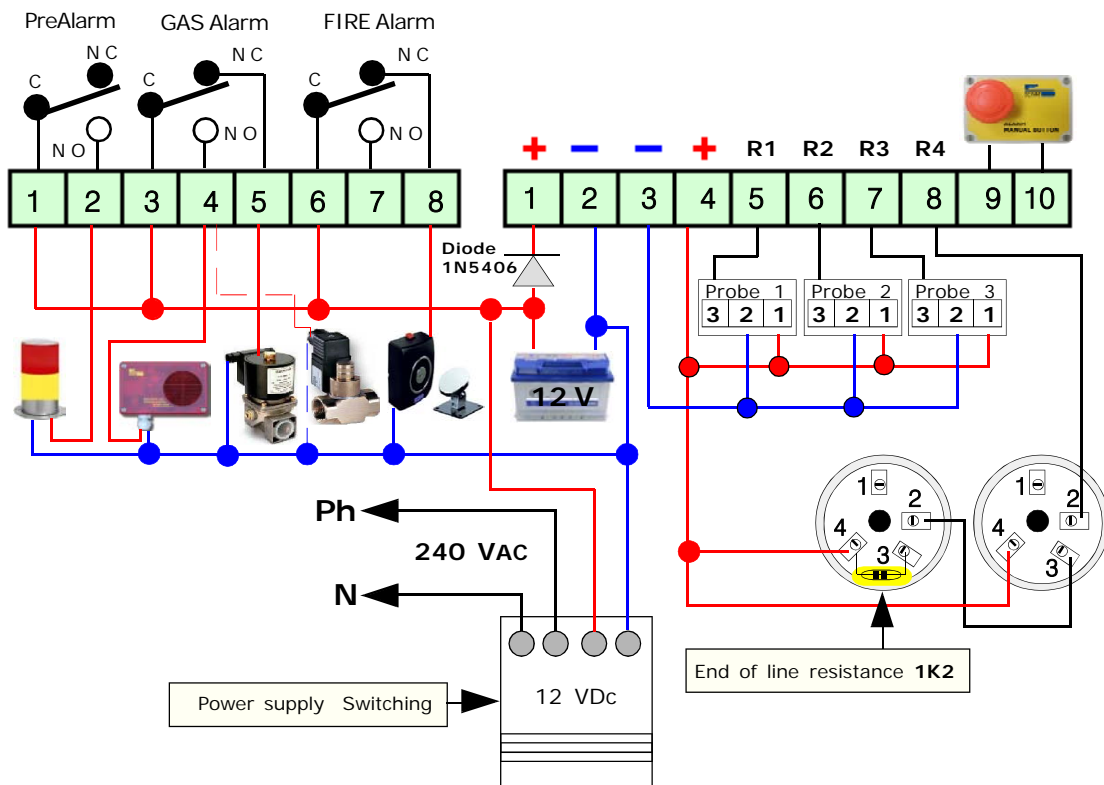 PreAlarm
GAS Alarm
FIRE Alarm
N C
N C
N C
C
C
C
N O
N O
N O
1 2 3 4 5 6 7 8
ALARM
MANUAL BUTTON
R1 R2 R3 R4
+ − − +
1 2 3 4 5 6 7 8 9 10
Diode
1N5406
Probe 1
3 2 1
Probe 2
3 2 1
Probe 3
3 2 1
12 V
1
2
3
4
1
2
3
4
Ph
240 VAC
N
12 VDc
Power supply Switching
End of line resistance 1K2